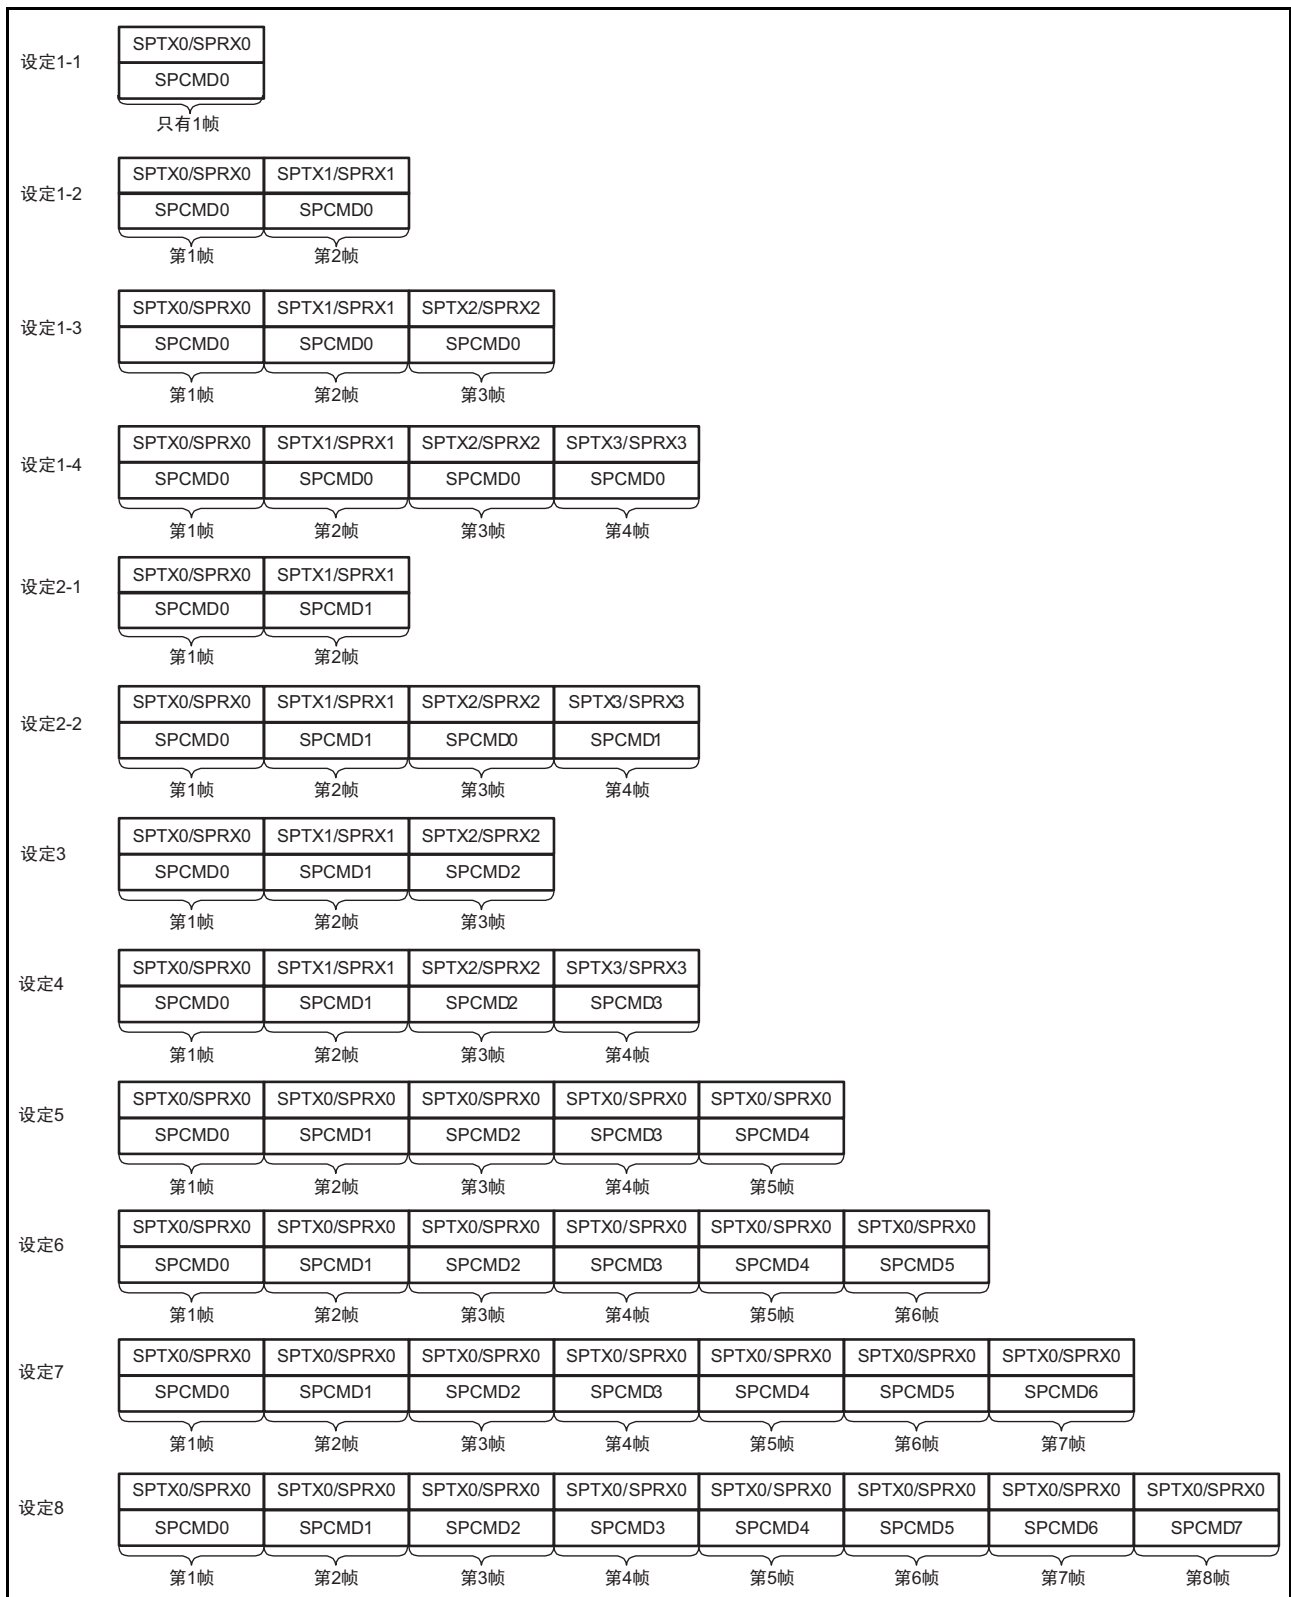 设定1-1
SPTX0/SPRX0
SPCMD0
只有1帧
设定1-2
SPTX0/SPRX0 SPTX1/SPRX1
SPCMD0 SPCMD0
第1帧 第2帧
设定1-3
SPTX0/SPRX0 SPTX1/SPRX1 SPTX2/SPRX2
SPCMD0 SPCMD0 SPCMD0
第1帧 第2帧 第3帧
设定1-4
SPTX0/SPRX0 SPTX1/SPRX1 SPTX2/SPRX2 SPTX3/SPRX3
SPCMD0 SPCMD0 SPCMD0 SPCMD0
第1帧 第2帧 第3帧 第4帧
设定2-1
SPTX0/SPRX0 SPTX1/SPRX1
SPCMD0 SPCMD1
第1帧 第2帧
设定2-2
SPTX0/SPRX0 SPTX1/SPRX1 SPTX2/SPRX2 SPTX3/SPRX3
SPCMD0 SPCMD1 SPCMD0 SPCMD1
第1帧 第2帧 第3帧 第4帧
设定3
SPTX0/SPRX0 SPTX1/SPRX1 SPTX2/SPRX2
SPCMD0 SPCMD1 SPCMD2
第1帧 第2帧 第3帧
设定4
SPTX0/SPRX0 SPTX1/SPRX1 SPTX2/SPRX2 SPTX3/SPRX3
SPCMD0 SPCMD1 SPCMD2 SPCMD3
第1帧 第2帧 第3帧 第4帧
设定5
SPTX0/SPRX0 SPTX0/SPRX0 SPTX0/SPRX0 SPTX0/SPRX0 SPTX0/SPRX0
SPCMD0 SPCMD1 SPCMD2 SPCMD3 SPCMD4
第1帧 第2帧 第3帧 第4帧 第5帧
设定6
SPTX0/SPRX0 SPTX0/SPRX0 SPTX0/SPRX0 SPTX0/SPRX0 SPTX0/SPRX0 SPTX0/SPRX0
SPCMD0 SPCMD1 SPCMD2 SPCMD3 SPCMD4 SPCMD5
第1帧 第2帧 第3帧 第4帧 第5帧 第6帧
设定7
SPTX0/SPRX0 SPTX0/SPRX0 SPTX0/SPRX0 SPTX0/SPRX0 SPTX0/SPRX0 SPTX0/SPRX0 SPTX0/SPRX0
SPCMD0 SPCMD1 SPCMD2 SPCMD3 SPCMD4 SPCMD5 SPCMD6
第1帧 第2帧 第3帧 第4帧 第5帧 第6帧 第7帧
设定8
SPTX0/SPRX0 SPTX0/SPRX0 SPTX0/SPRX0 SPTX0/SPRX0 SPTX0/SPRX0 SPTX0/SPRX0 SPTX0/SPRX0 SPTX0/SPRX0
SPCMD0 SPCMD1 SPCMD2 SPCMD3 SPCMD4 SPCMD5 SPCMD6 SPCMD7
第1帧 第2帧 第3帧 第4帧 第5帧 第6帧 第7帧 第8帧